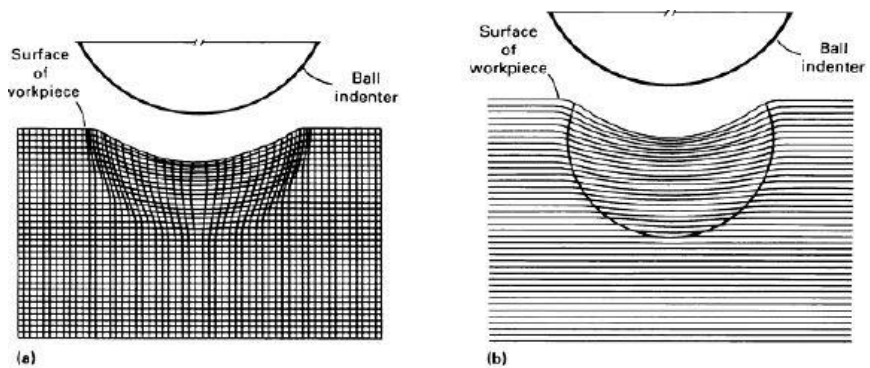 Surface
of
workpiece
Ball
indenter
(a)
Surface
of
workpiece
Ball
indenter
(b)